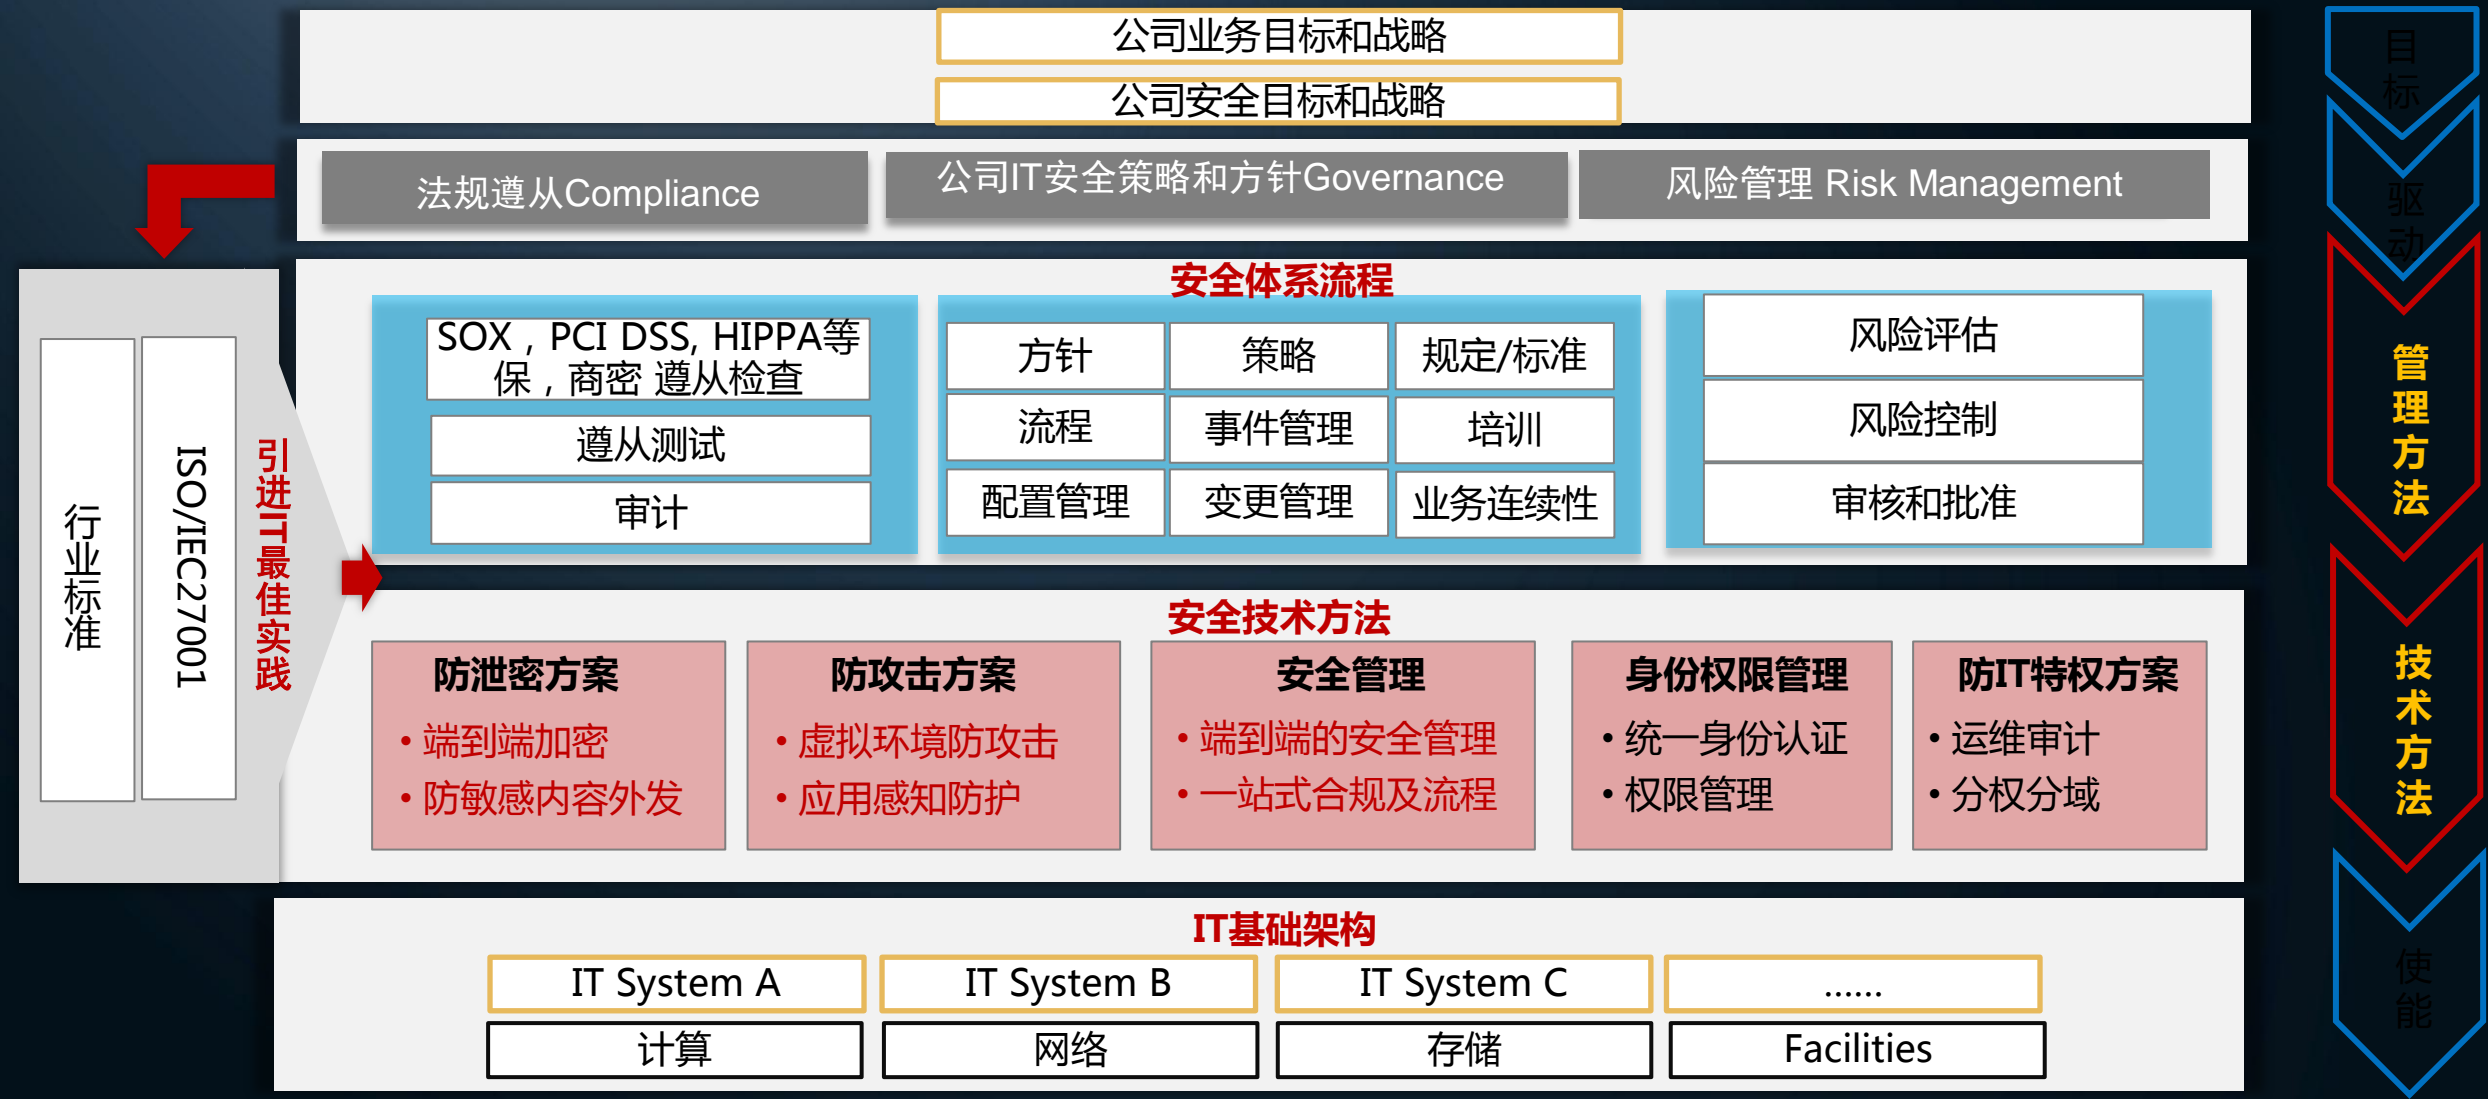 公司业务目标和战略
公司安全目标和战略
法规遵从Compliance
公司IT安全策略和方针Governance
风险管理 Risk Management
安全体系流程
SOX，PCI DSS, HIPPA等
保，商密 遵从检查
遵从测试
审计
方针
策略
规定/标准
流程
事件管理
培训
配置管理
变更管理
业务连续性
风险评估
风险控制
审核和批准
行业标准
ISO/IEC27001
引进IT最佳实践
安全技术方法
防泄密方案
•端到端加密
•防敏感内容外发
防攻击方案
•虚拟环境防攻击
•应用感知防护
安全管理
•端到端的安全管理
•一站式合规及流程
身份权限管理
•统一身份认证
•权限管理
防IT特权方案
•运维审计
•分权分域
IT基础架构
IT System A
IT System B
IT System C
......
计算
网络
存储
Facilities
目标
驱动
管理方法
技术方法
使能